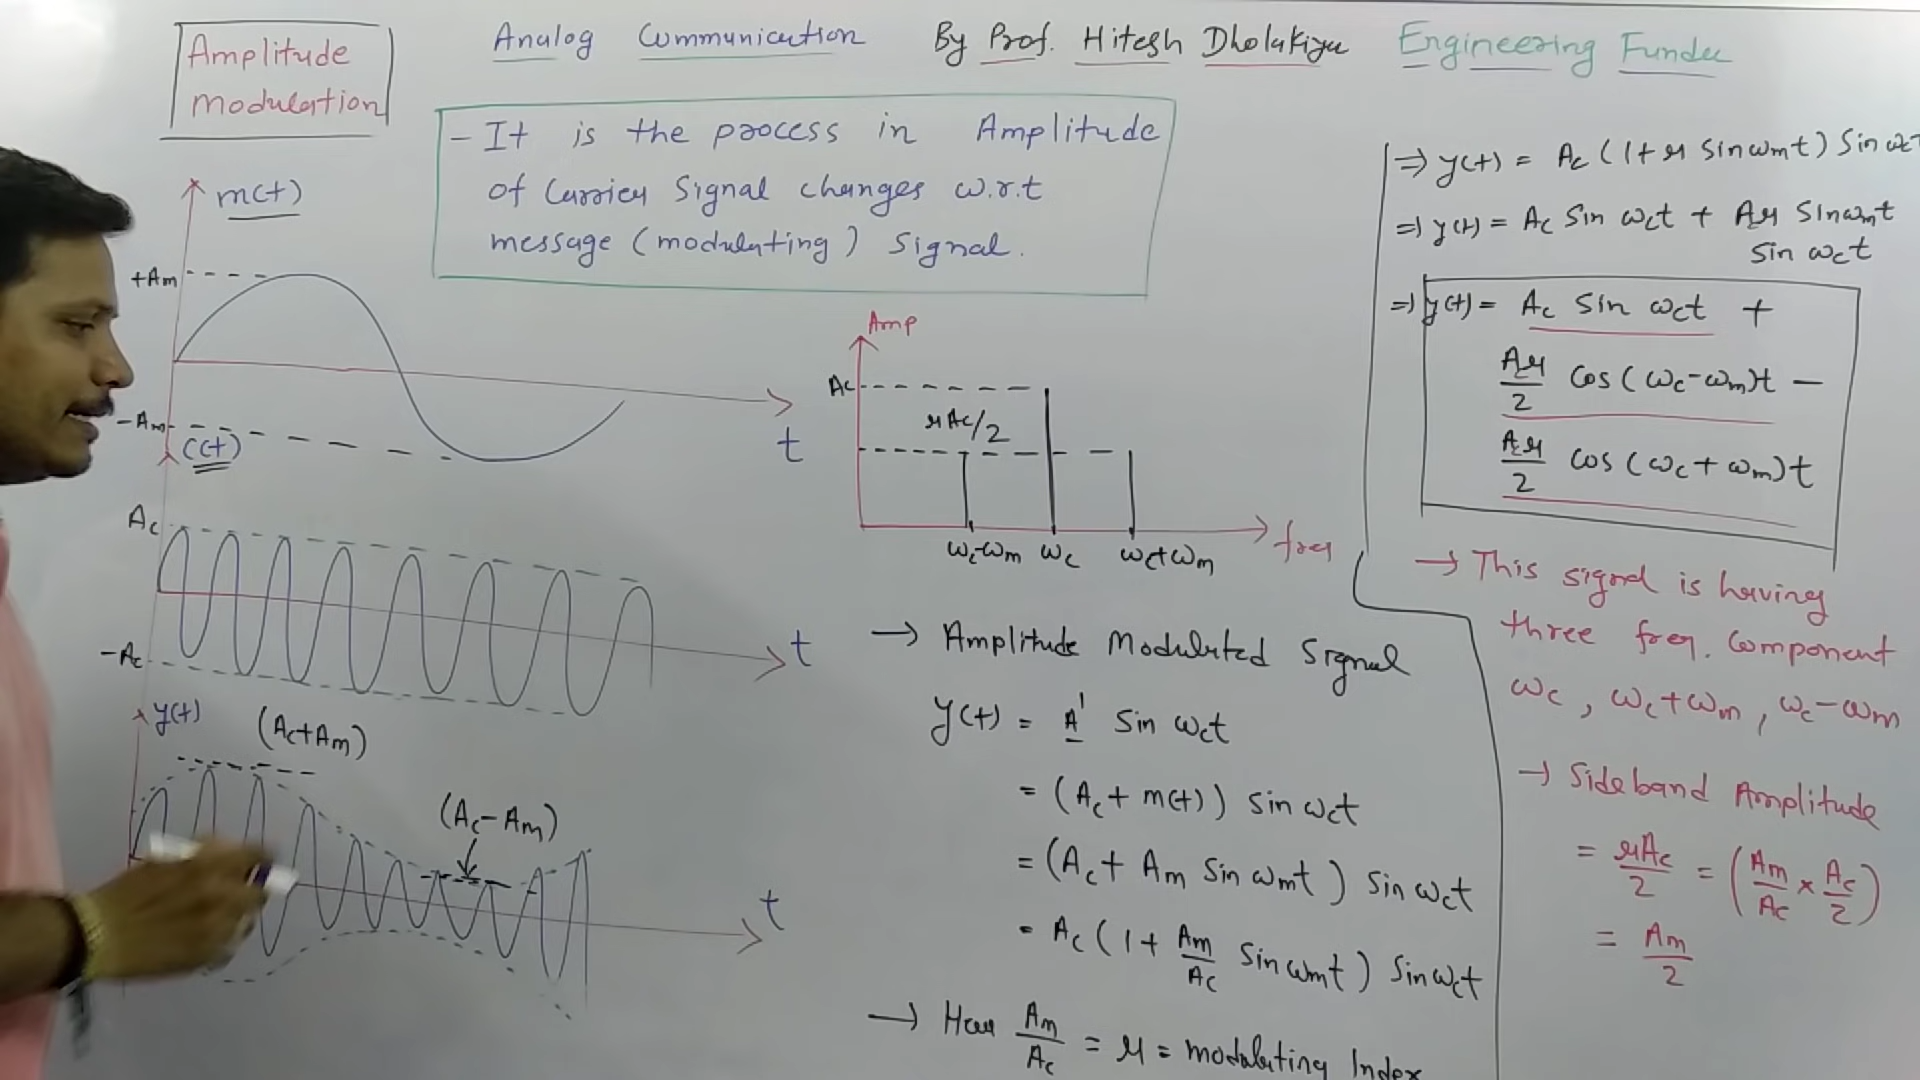 Amplitude
Modulation
Analog Communication By Prof. Hitesh Dholakiya Engineering Funda
- It is the process in Amplitude
of Carrier Signal changes w.r.t
message (modulating) signal.
m(t)
+Am
-Am
t
c(t)
Ac
-Ac
t
y(t)
(Ac+Am)
(Ac-Am)
t
Amp
Ac
μAc/2
ωc-ωm ωc ωc+ωm
freq
→ Amplitude Modulated Signal
y(t) = A' Sin ωct
= (Ac + m(t)) sin ωct
= (Ac + Am Sin ωmt) Sin ωct
= Ac (1 + Am/Ac Sin ωmt) Sin ωct
→ Here Am/Ac = μ = modulating Index
⇒ y(t) = Ac (1 + μ Sin ωmt) Sin ωct
⇒ y(t) = Ac Sin ωct + Aμ Sin ωmt
Sin ωct
⇒ y(t) = Ac Sin ωct +
Acμ/2 Cos (ωc-ωm)t -
Acμ/2 Cos (ωc+ωm)t
→ This signal is having
three freq. Component
ωc, ωc+ωm, ωc-ωm
→ Sideband Amplitude
= μAc/2 = (Am/Ac × Ac/2)
= Am/2